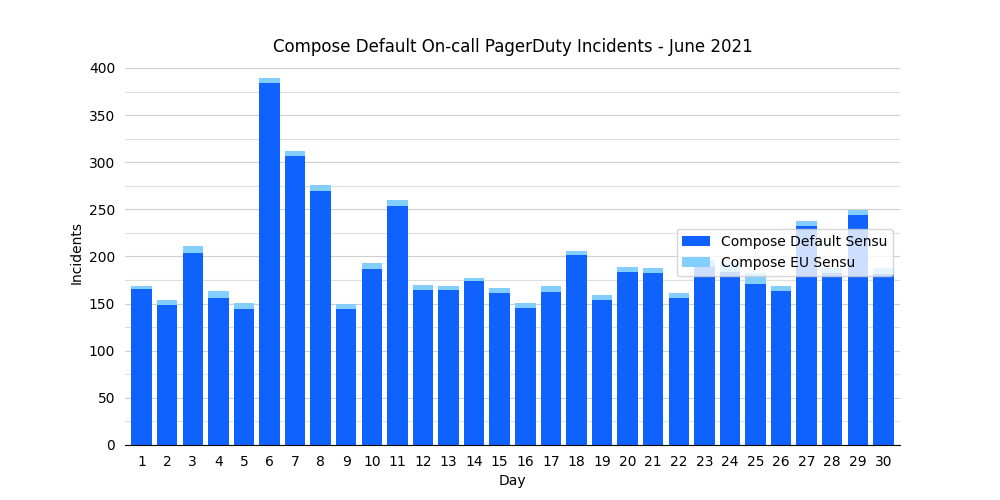 Compose Default On-call PagerDuty Incidents - June 2021
400
350
300
250
200
150
100
50
0
Incidents
Compose Default Sensu
Compose EU Sensu
1 2 3 4 5 6 7 8 9 10 11 12 13 14 15 16 17 18 19 20 21 22 23 24 25 26 27 28 29 30
Day